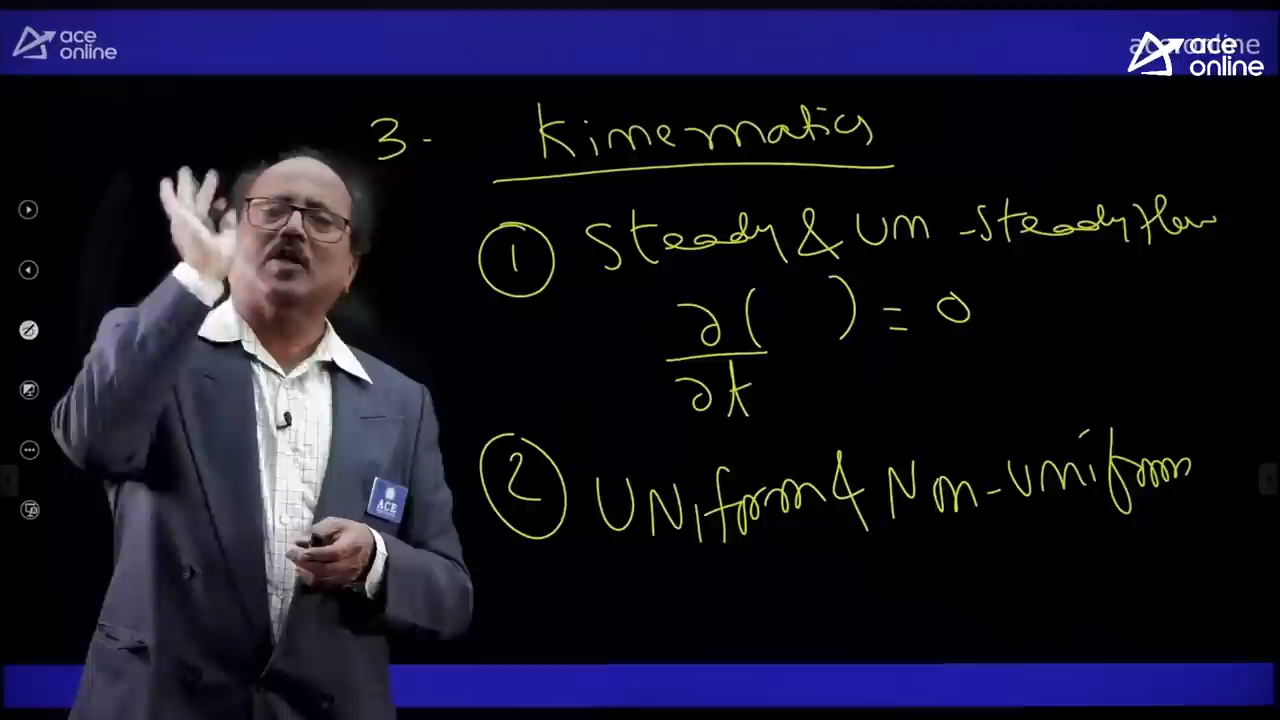 ace online
ace online
3. Kinematics
① Steady & un-steady flow
∂( )/∂t = 0
② UNiform & Non-uniform
ACE